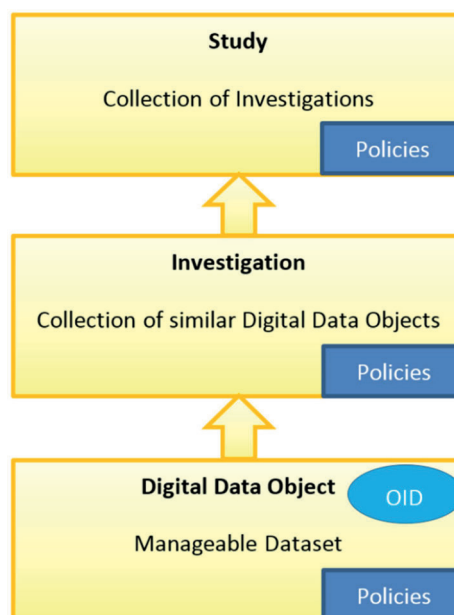 Study
Collection of Investigations
Policies
Investigation
Collection of similar Digital Data Objects
Policies
Digital Data Object
OID
Manageable Dataset
Policies